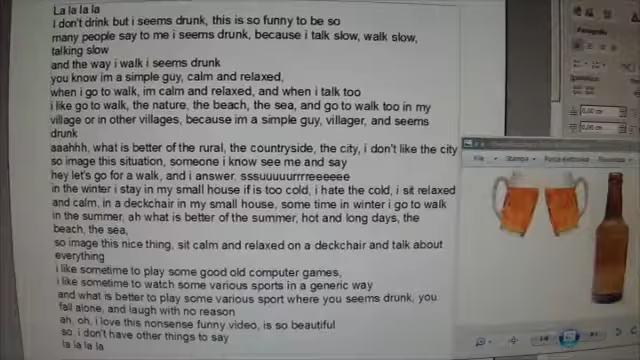 La la la la
i don't drink but i seems drunk, this is so funny to be so
many people say to me i seems drunk, because i talk slow, walk slow,
talking slow
and the way i walk i seems drunk
you know im a simple guy, calm and relaxed,
when i go to walk, im calm and relaxed, and when i talk too
i like go to walk, the nature, the beach, the sea, and go to walk too in my
village or in other villages, because im a simple guy, villager, and seems
drunk
aaahhh, what is better of the rural, the countryside, the city, i don't like the city
so image this situation, someone i know see me and say
hey let's go for a walk, and i answer, sssuuuuurrrreeeeee
in the winter i stay in my small house if is too cold, i hate the cold, i sit relaxed
and calm, in a deckchair in my small house, some time in winter i go to walk
in the summer, ah what is better of the summer, hot and long days, the
beach, the sea,
so image this nice thing, sit calm and relaxed on a deckchair and talk about
everything
i like sometime to play some good old computer games,
i like sometime to watch some various sports in a generic way
and what is better to play some various sport where you seems drunk, you
fall alone, and laugh with no reason
ah, oh, i love this nonsense funny video, is so beautiful
so, i don't have other things to say
la la la la
Paragrafo
0,00 cm
0,00 cm
File
Stampa